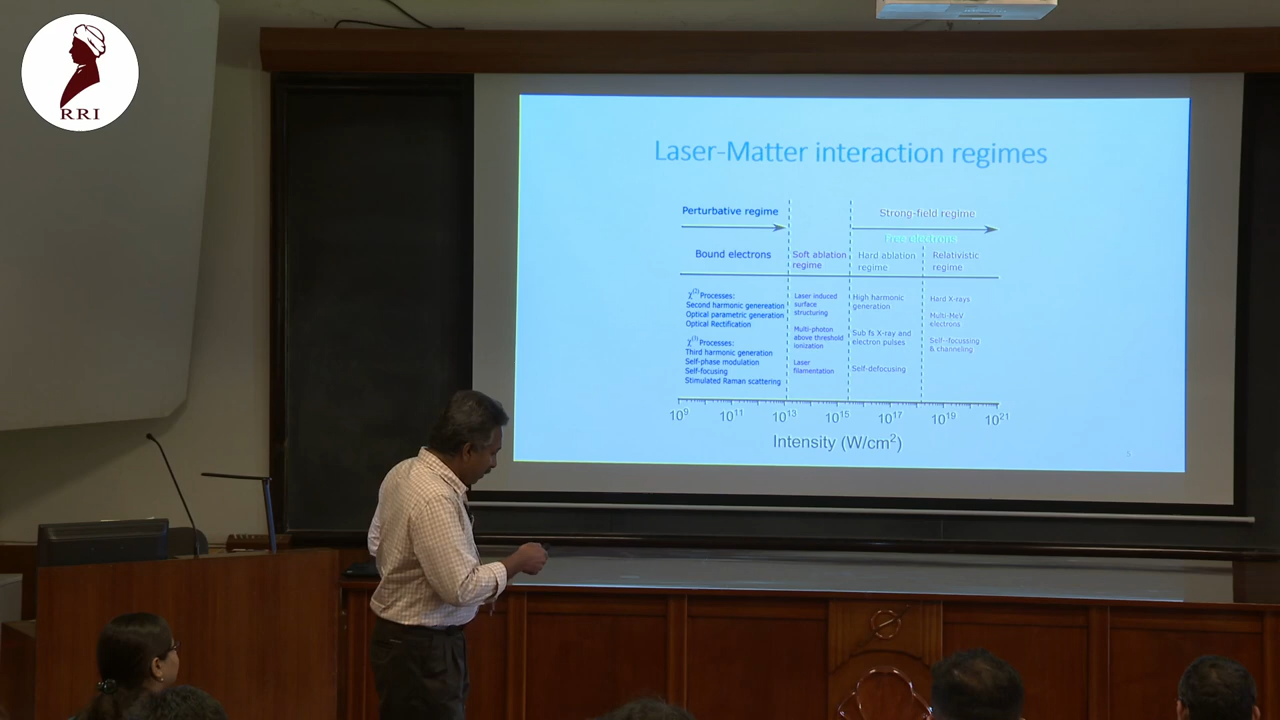 RRI
Laser-Matter interaction regimes
Perturbative regime
Strong-field regime
Free electrons
Bound electrons
Soft ablation
regime
Hard ablation
regime
Relativistic
regime
χ(2) Processes:
Second harmonic genereation
Optical parametric generation
Optical Rectification
χ(3) Processes:
Third harmonic generation
Self-phase modulation
Self-focusing
Stimulated Raman scattering
Laser induced
surface
structuring
Multi-photon
above threshold
ionization
Laser
filamentation
High harmonic
generation
Sub fs X-ray and
electron pulses
Self-defocusing
Hard X-rays
Multi-MeV
electrons
Self--focussing
& channeling
10⁹ 10¹¹ 10¹³ 10¹⁵ 10¹⁷ 10¹⁹ 10²¹
Intensity (W/cm²)
5